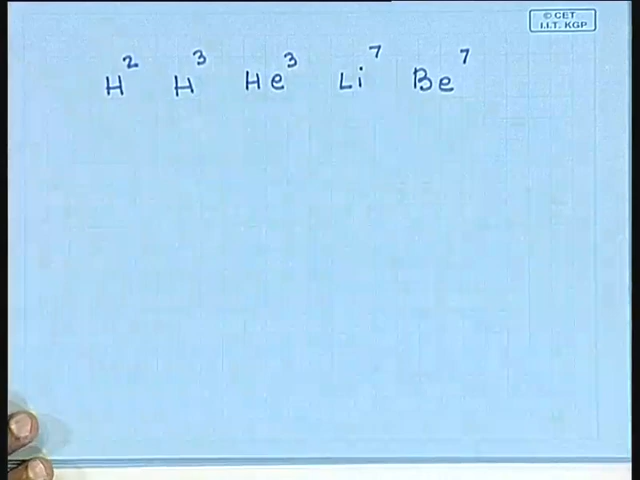 © CET
I.I.T. KGP
H² H³ He³ Li⁷ Be⁷